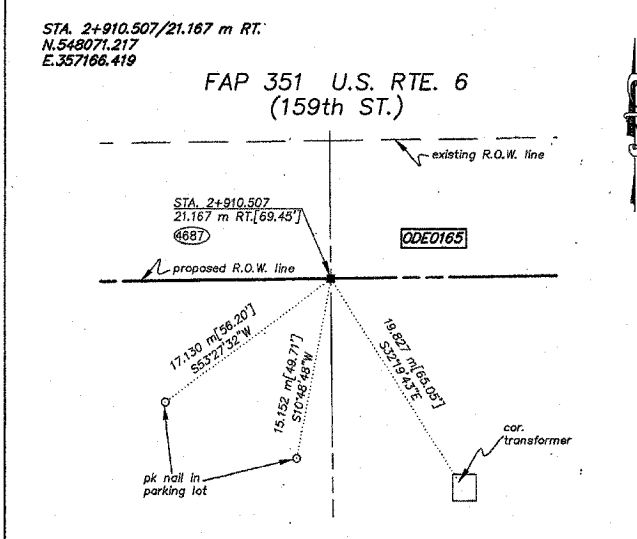 STA. 2+910.507/21.167 m RT.
N.548071.217
E.357166.419
FAP 351 U.S. RTE. 6
(159th ST.)
existing R.O.W. line
STA. 2+910.507
21.167 m RT.[69.45']
4687
ODE0165
proposed R.O.W. line
17.130 m[56.20']
S53°27'32"W
15.152 m[49.71']
S10°48'48"W
19.827 m[65.05']
S32°19'43"E
cor.
transformer
pk nail in
parking lot